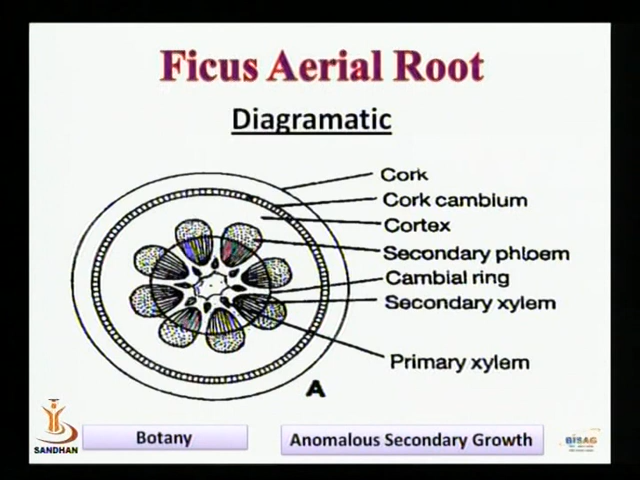 Ficus Aerial Root
Diagramatic
Cork
Cork cambium
Cortex
Secondary phloem
Cambial ring
Secondary xylem
Primary xylem
A
SANDHAN
Botany
Anomalous Secondary Growth
BISAG